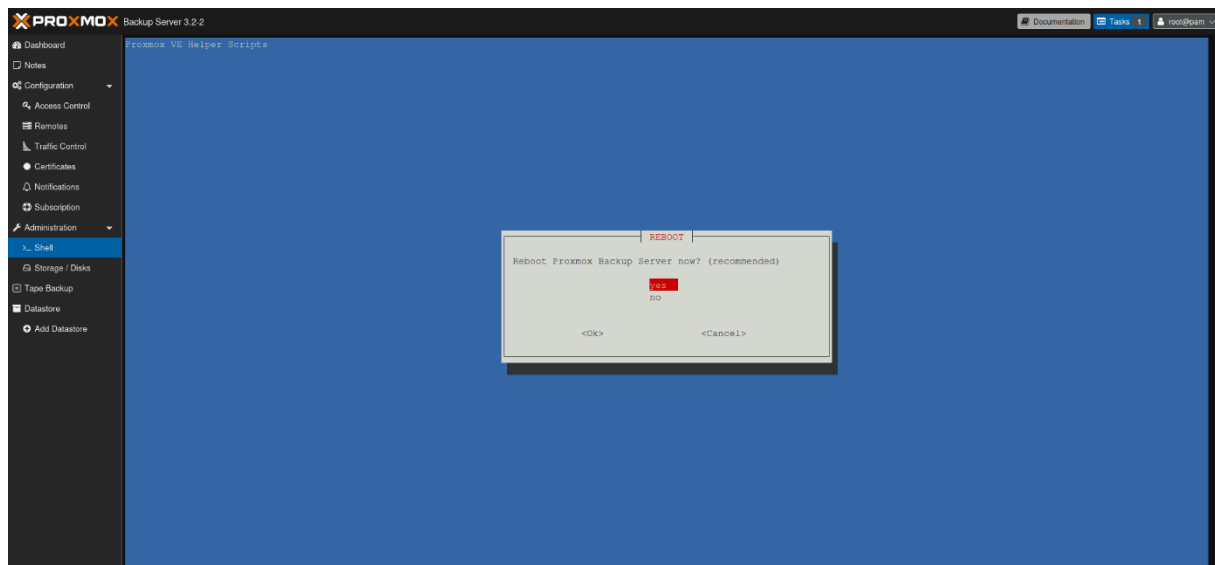 PROXMOX Backup Server 3.2-2
Documentation Tasks 1 root@pam
Dashboard
Notes
Configuration
Access Control
Remotes
Traffic Control
Certificates
Notifications
Subscription
Administration
Shell
Storage / Disks
Tape Backup
Datastore
Add Datastore
Proxmox VE Helper Scripts
REBOOT
Reboot Proxmox Backup Server now? (recommended)
yes
no
<Ok> <Cancel>